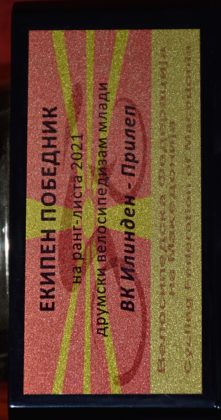 ЕКИПЕН ПОБЕДНИК
на ранг-листа 2021
друмски велосипедизам млади
ВК Илинден - Прилеп
Велосипедска Федерација
на Македонија
Cycling Federation of Macedonia